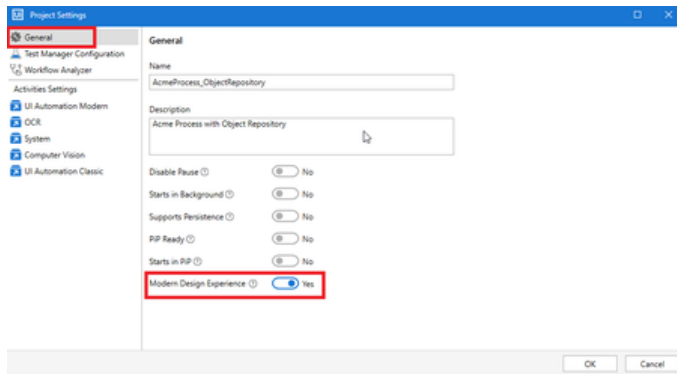 UI Project Settings
General
Test Manager Configuration
Workflow Analyzer
Activities Settings
UI Automation Modern
OCR
System
Computer Vision
UI Automation Classic
General
Name
AcmeProcess_ObjectRepository
Description
Acme Process with Object Repository
Disable Pause No
Starts in Background No
Supports Persistence No
PiP Ready No
Starts in PiP No
Modern Design Experience Yes
OK Cancel